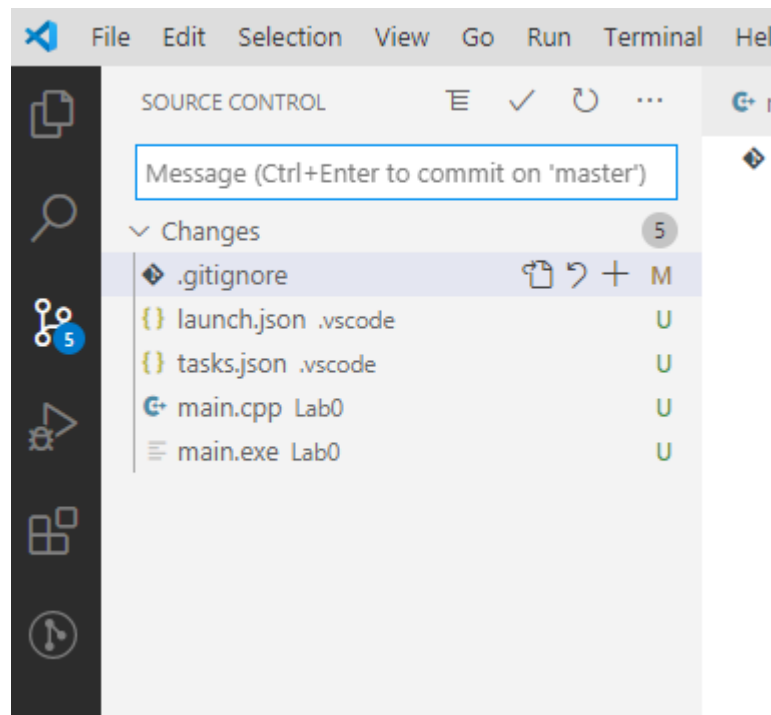 File Edit Selection View Go Run Terminal Hel
SOURCE CONTROL
Message (Ctrl+Enter to commit on 'master')
Changes 5
.gitignore M
{} launch.json .vscode U
{} tasks.json .vscode U
5
main.cpp Lab0 U
main.exe Lab0 U